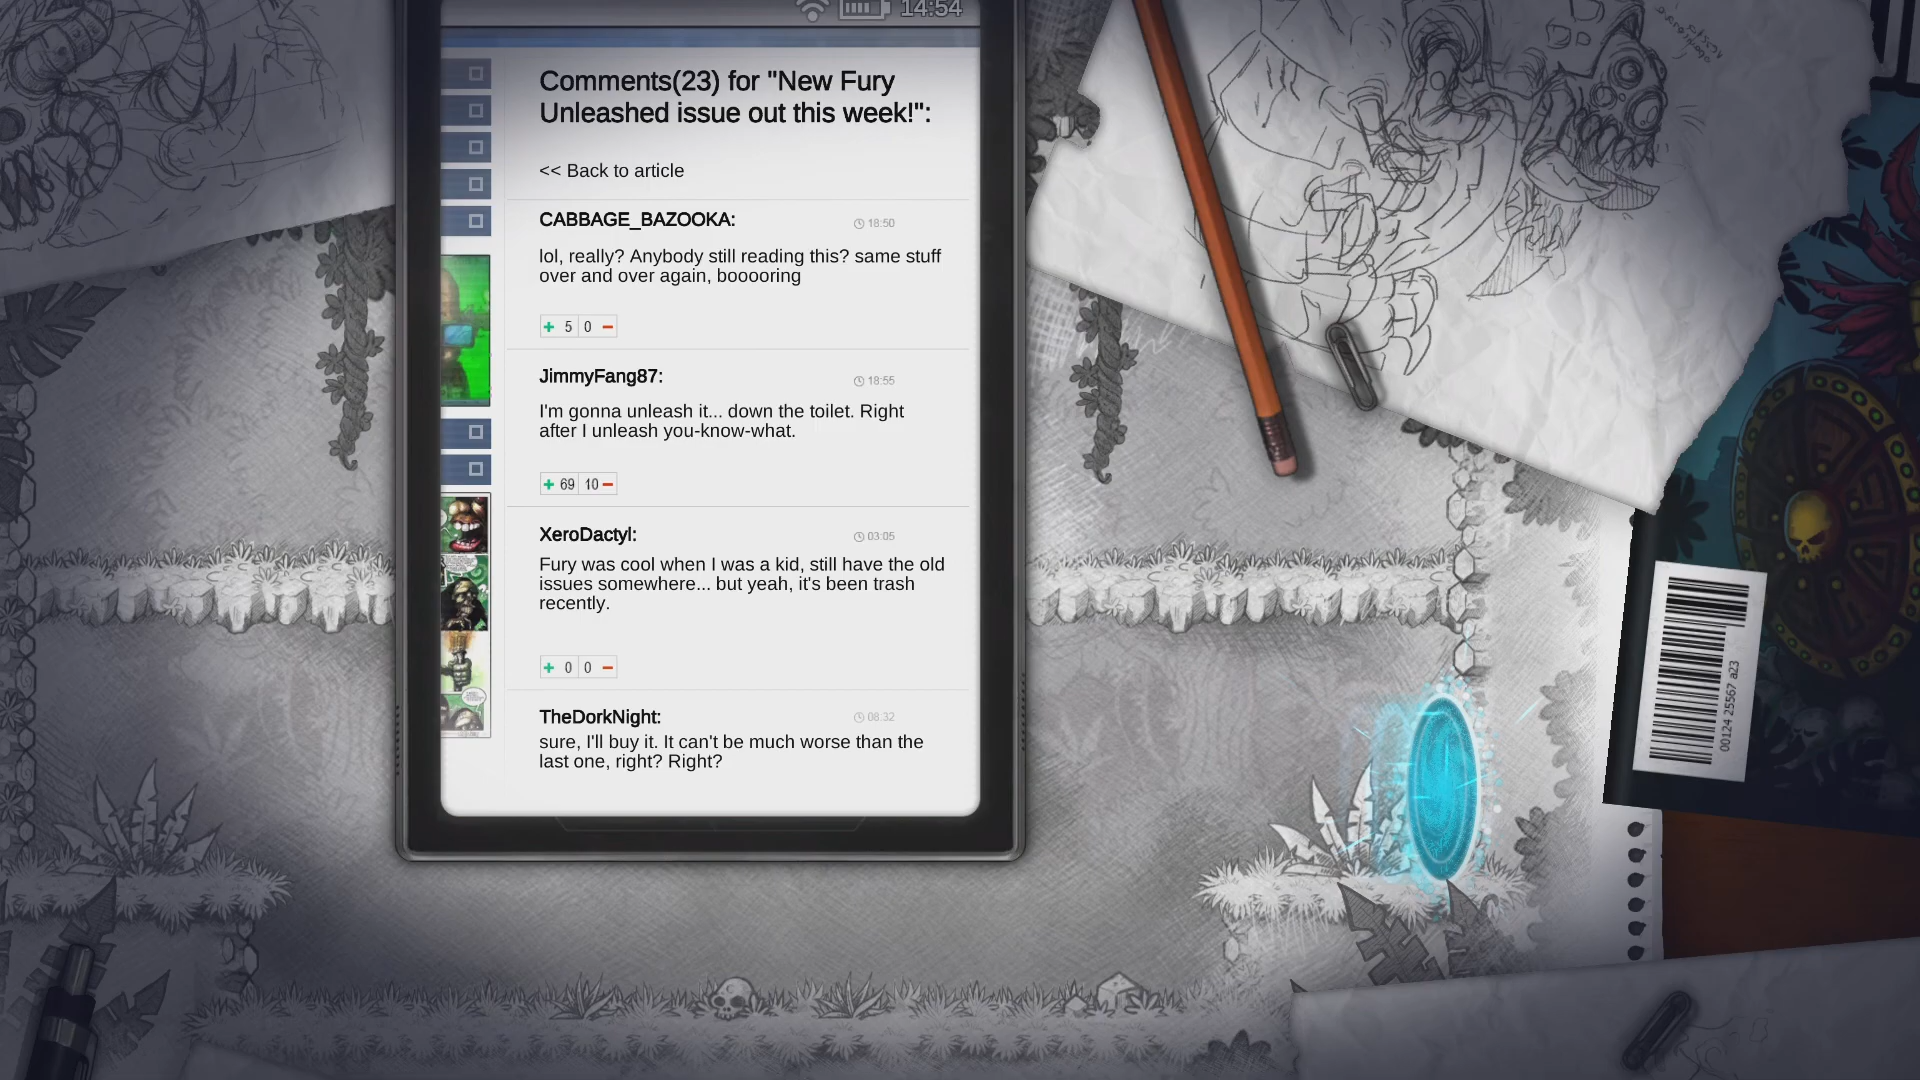 14:54
Comments(23) for "New Fury
Unleashed issue out this week!":
<< Back to article
CABBAGE_BAZOOKA:
18:50
lol, really? Anybody still reading this? same stuff
over and over again, booooring
+ 5 0 −
JimmyFang87:
18:55
I'm gonna unleash it... down the toilet. Right
after I unleash you-know-what.
+ 69 10 −
XeroDactyl:
03:05
Fury was cool when I was a kid, still have the old
issues somewhere... but yeah, it's been trash
recently.
+ 0 0 −
TheDorkNight:
08:32
sure, I'll buy it. It can't be much worse than the
last one, right? Right?
00124 25567 a23